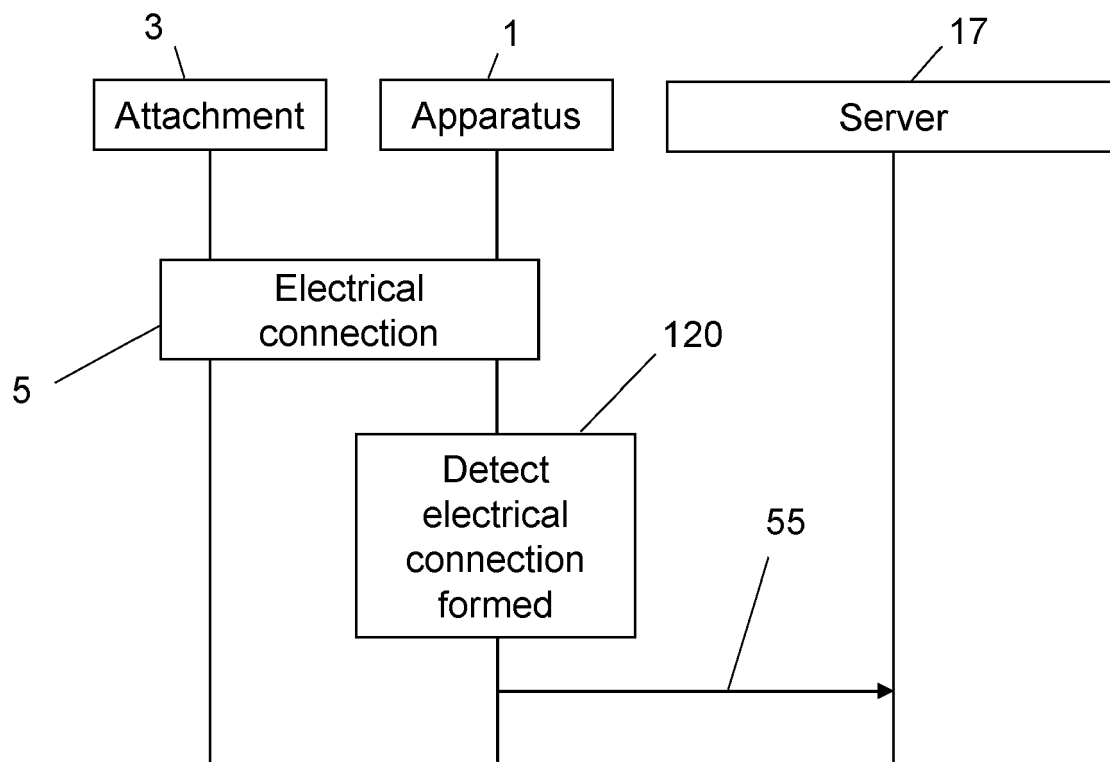 3
1
17
Attachment
Apparatus
Server
Electrical
connection
5
120
Detect
electrical
connection
formed
55